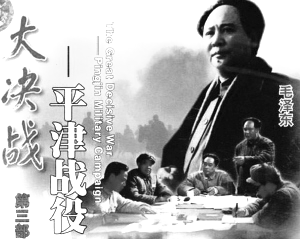 大决战
第三部
——平津战役
The Great Decisive War
——Pingjin Military Campaign
毛泽东